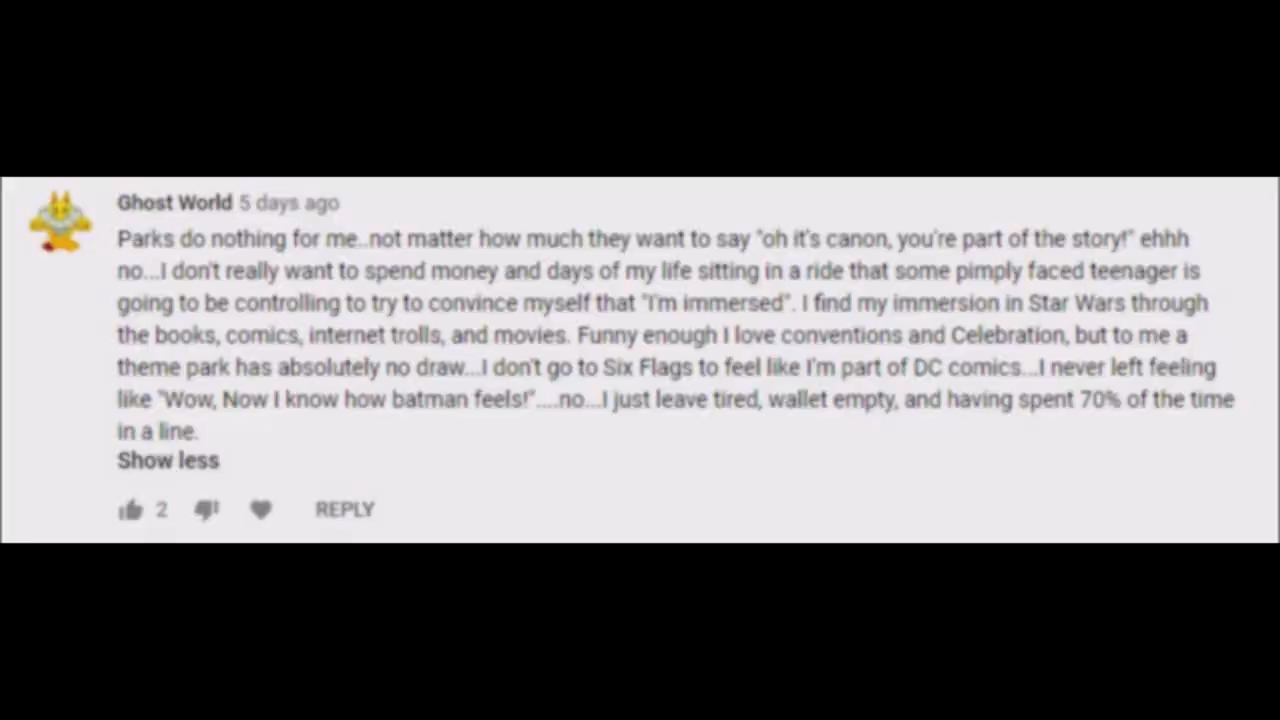 Ghost World 5 days ago
Parks do nothing for me..not matter how much they want to say "oh it's canon, you're part of the story!" ehhh
no...I don't really want to spend money and days of my life sitting in a ride that some pimply faced teenager is
going to be controlling to try to convince myself that "I'm immersed". I find my immersion in Star Wars through
the books, comics, internet trolls, and movies. Funny enough I love conventions and Celebration, but to me a
theme park has absolutely no draw...I don't go to Six Flags to feel like I'm part of DC comics...I never left feeling
like "Wow, Now I know how batman feels!"....no...I just leave tired, wallet empty, and having spent 70% of the time
in a line.
Show less
2 REPLY